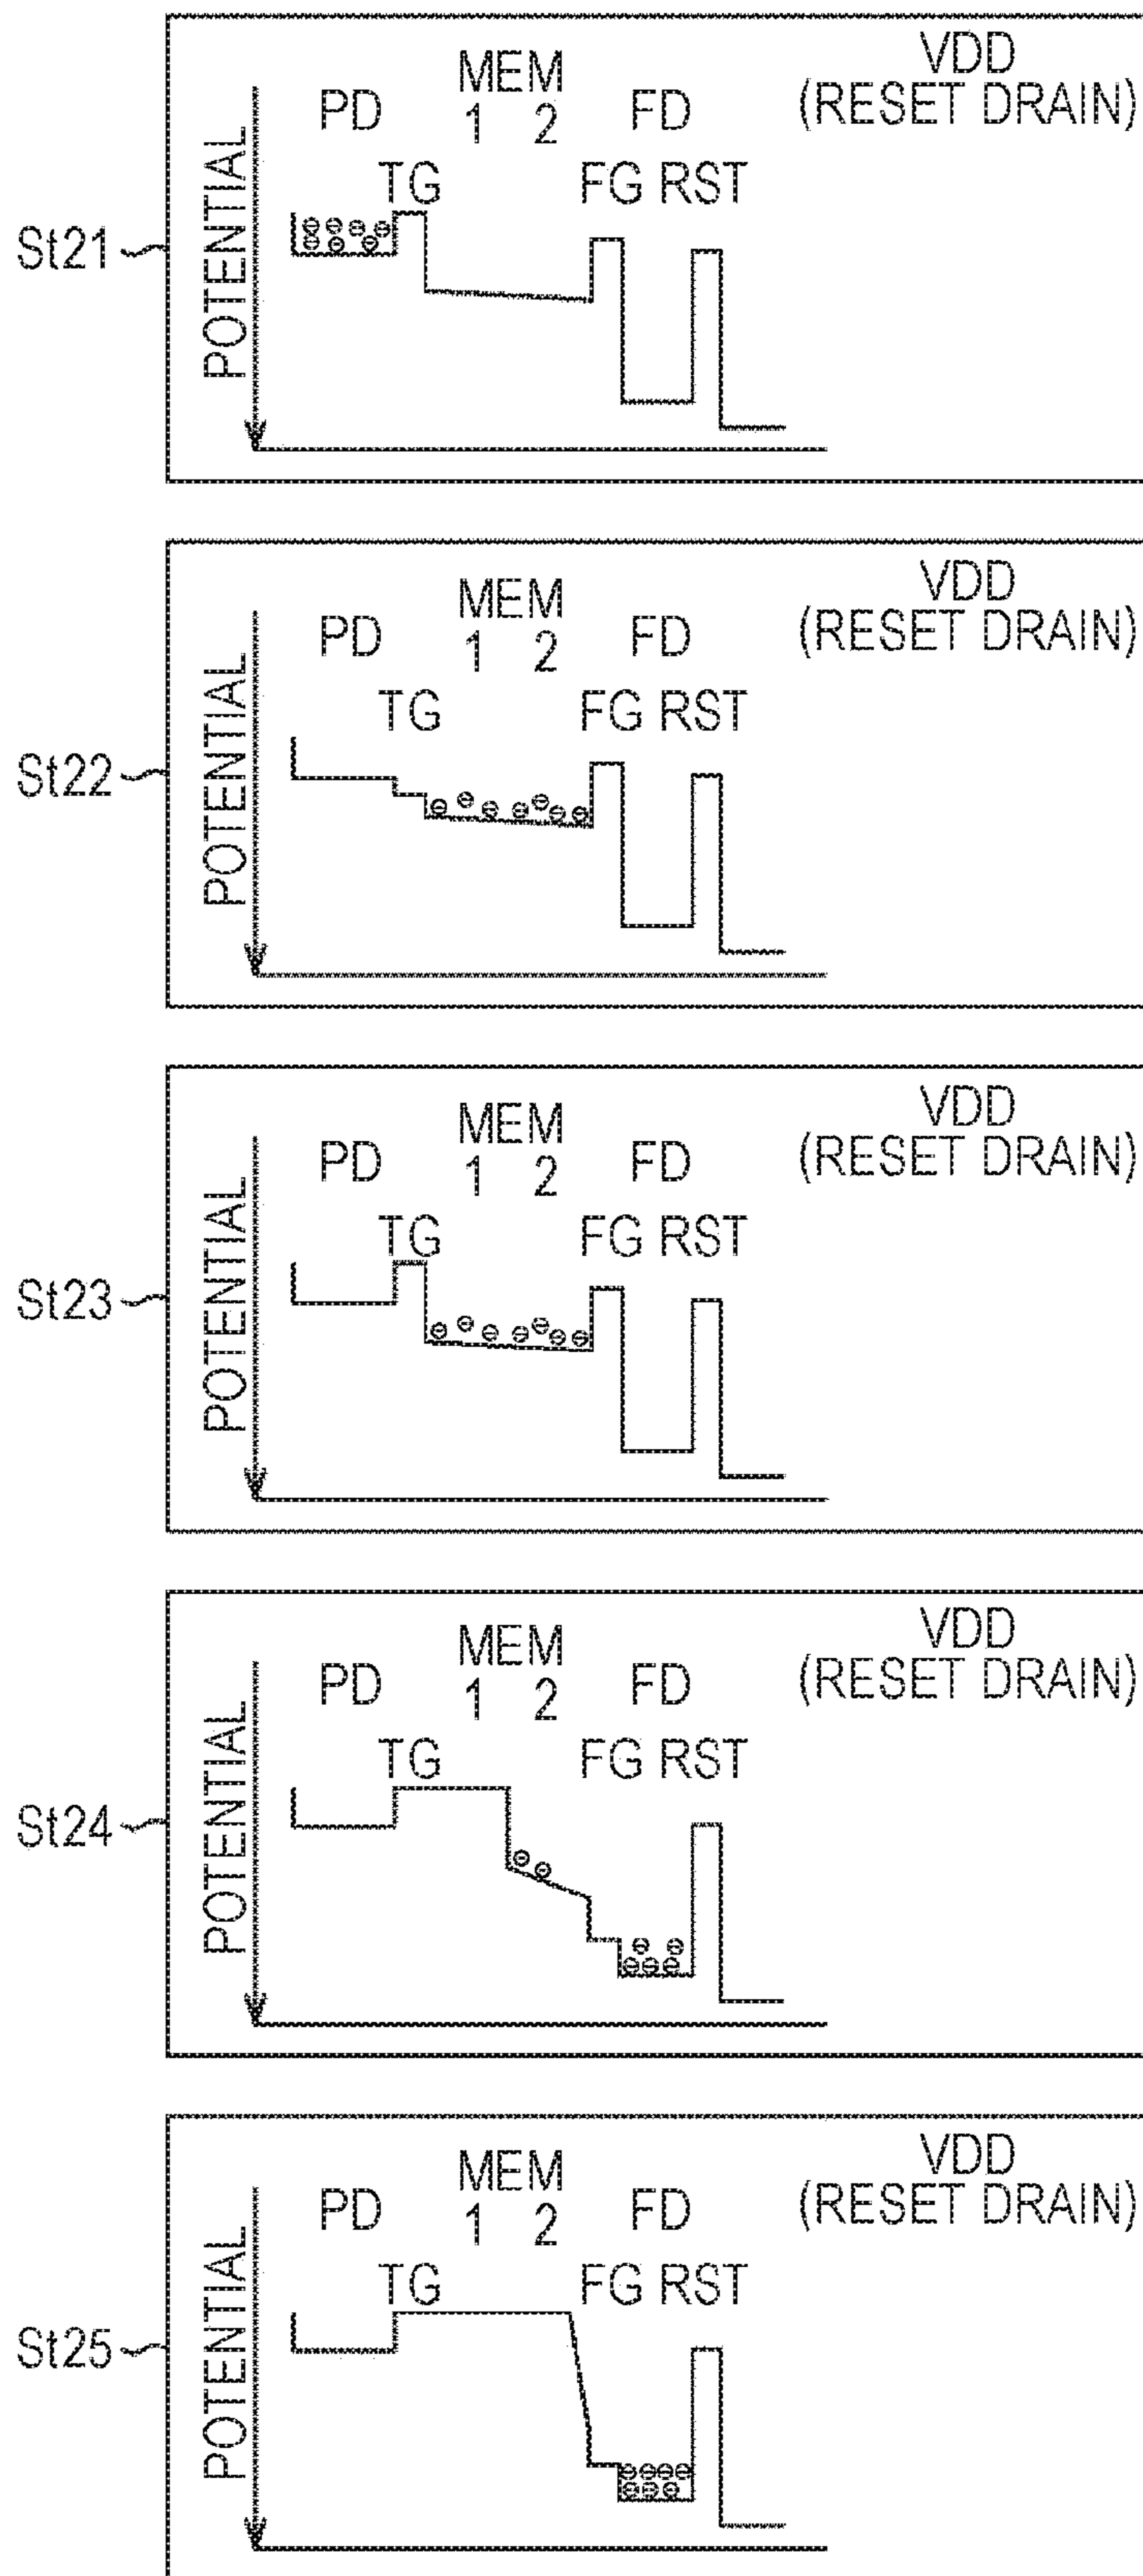 St21
POTENTIAL
PD
MEM
1 2
FD
VDD
(RESET DRAIN)
TG
FG RST
St22
POTENTIAL
PD
MEM
1 2
FD
VDD
(RESET DRAIN)
TG
FG RST
St23
POTENTIAL
PD
MEM
1 2
FD
VDD
(RESET DRAIN)
TG
FG RST
St24
POTENTIAL
PD
MEM
1 2
FD
VDD
(RESET DRAIN)
TG
FG RST
St25
POTENTIAL
PD
MEM
1 2
FD
VDD
(RESET DRAIN)
TG
FG RST